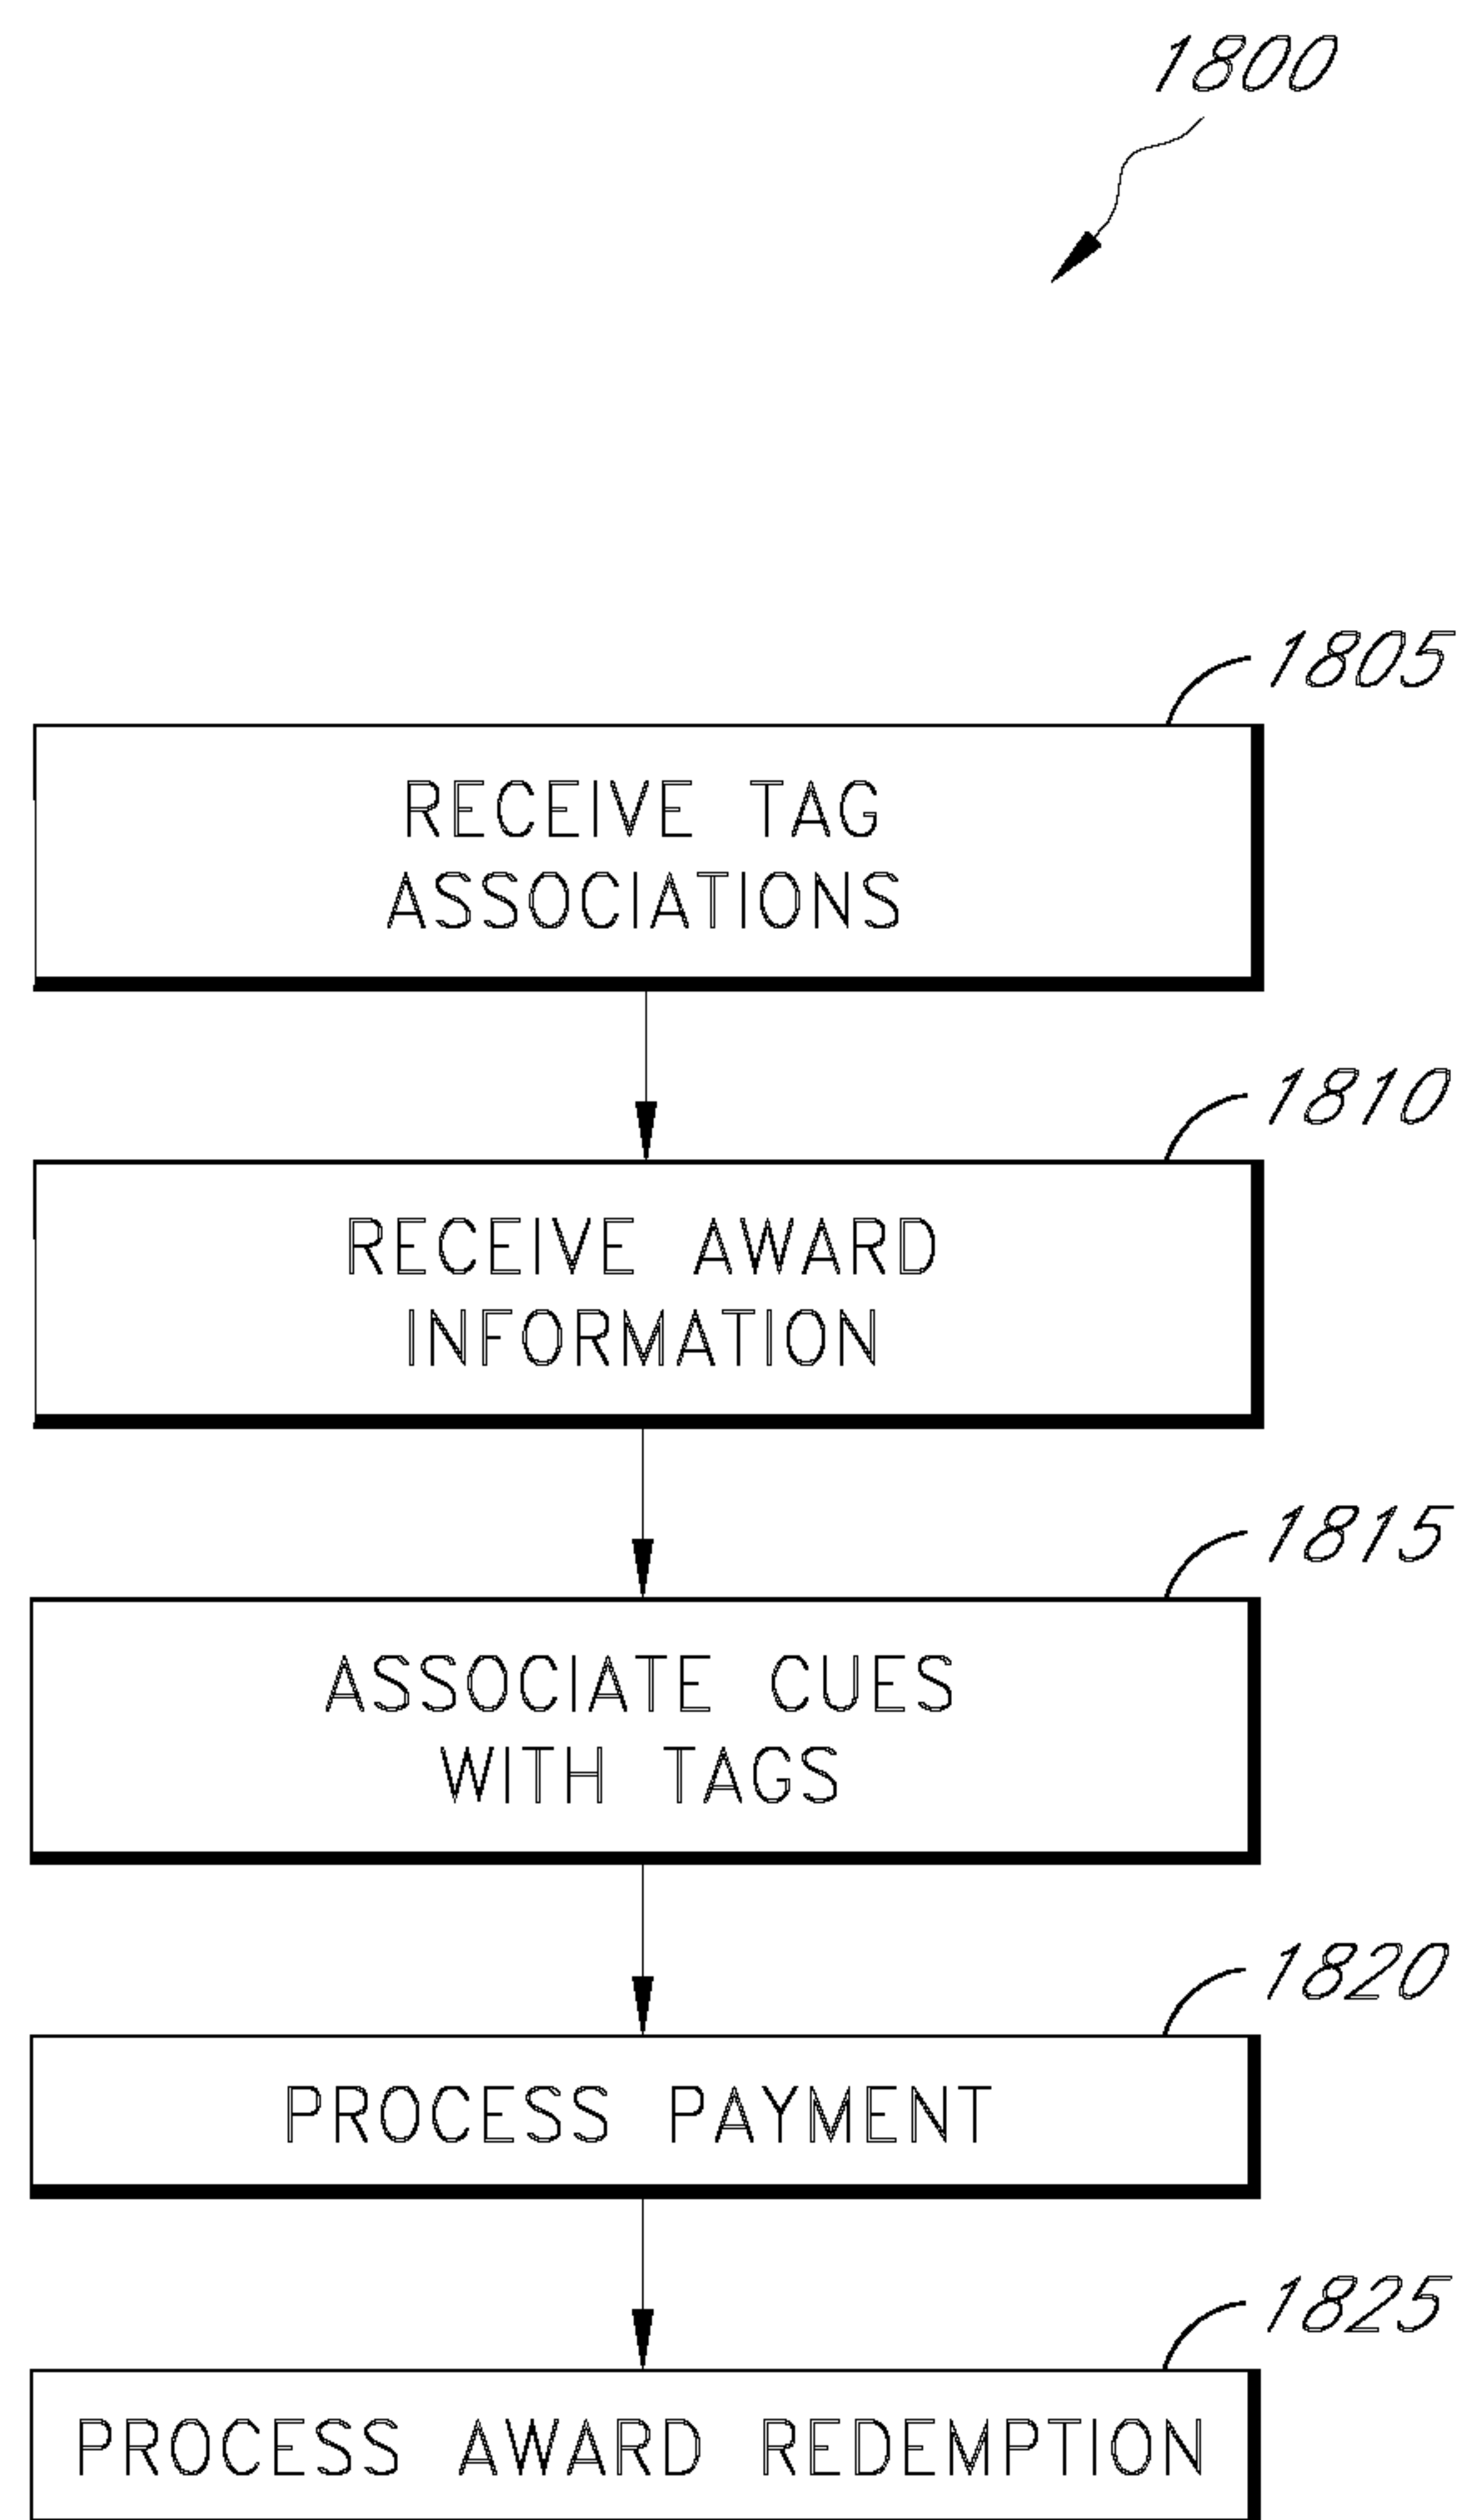 1800
1805
RECEIVE TAG
ASSOCIATIONS
1810
RECEIVE AWARD
INFORMATION
1815
ASSOCIATE CUES
WITH TAGS
1820
PROCESS PAYMENT
1825
PROCESS AWARD REDEMPTION